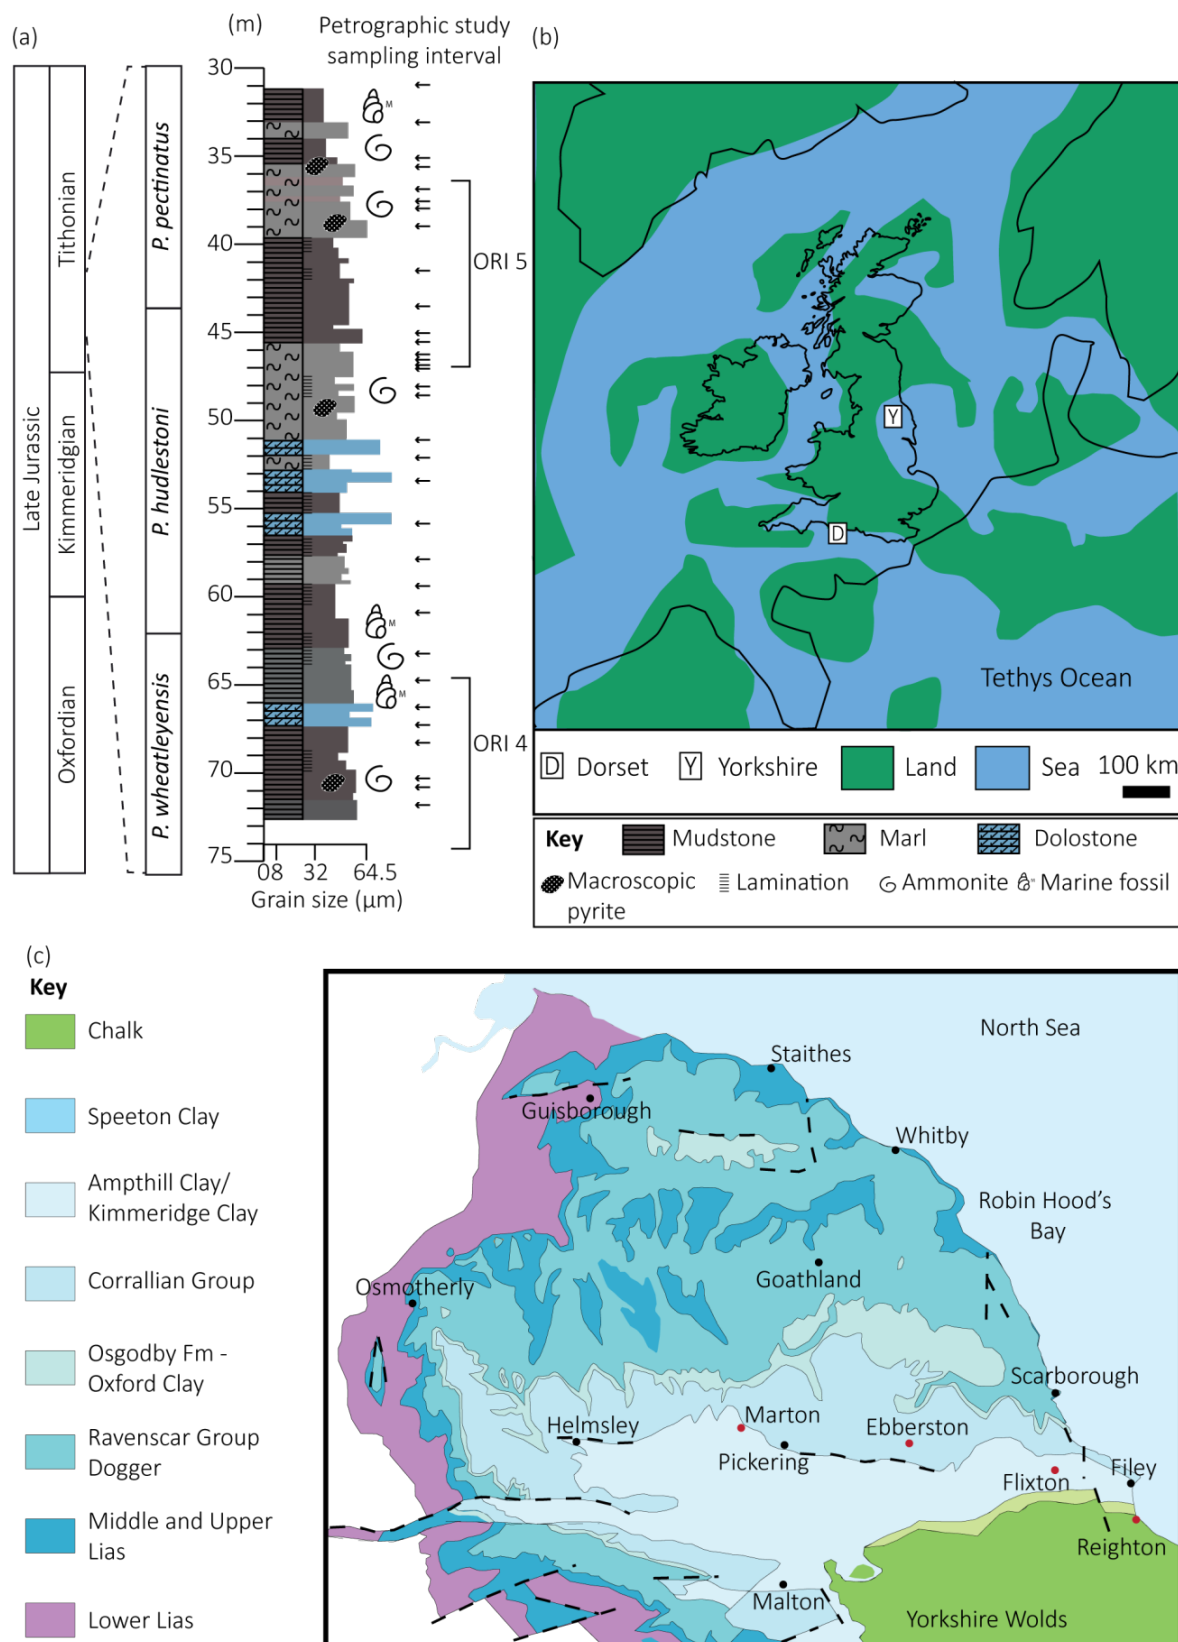 (a)
(m)
Petrographic study
sampling interval
Late Jurassic
Tithonian
Kimmeridgian
Oxfordian
P. pectinatus
P. hudlestoni
P. wheatleyensis
30
35
40
45
50
55
60
65
70
75
M
M
M
ORI 5
ORI 4
0 8 32 64.5
Grain size (µm)
(b)
Y
D
Tethys Ocean
D Dorset Y Yorkshire Land Sea 100 km
Key Mudstone Marl Dolostone
Macroscopic
pyrite
Lamination
Ammonite
Marine fossil
(c)
Key
Chalk
Speeton Clay
Ampthill Clay/
Kimmeridge Clay
Corrallian Group
Osgodby Fm -
Oxford Clay
Ravenscar Group
Dogger
Middle and Upper
Lias
Lower Lias
North Sea
Staithes
Guisborough
Whitby
Robin Hood's
Bay
Goathland
Osmotherly
Scarborough
Marton
Helmsley
Ebberston
Pickering
Flixton
Filey
Reighton
Malton
Yorkshire Wolds